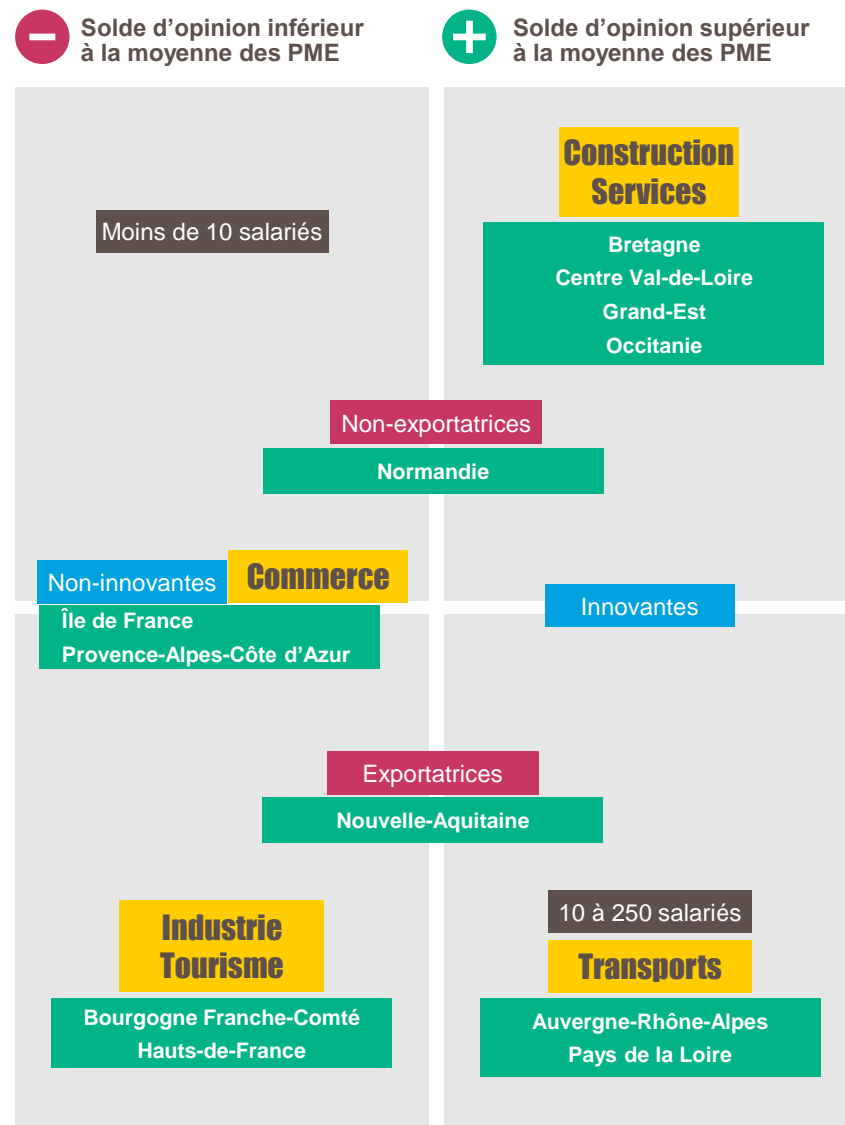 Solde d’opinion inférieur
à la moyenne des PME
Solde d’opinion supérieur
à la moyenne des PME
Construction
Services
Moins de 10 salariés
Bretagne
Centre Val-de-Loire
Grand-Est
Occitanie
Non-exportatrices
Normandie
Non-innovantes
Commerce
Île de France
Provence-Alpes-Côte d’Azur
Innovantes
Exportatrices
Nouvelle-Aquitaine
Industrie
Tourisme
Bourgogne Franche-Comté
Hauts-de-France
10 à 250 salariés
Transports
Auvergne-Rhône-Alpes
Pays de la Loire